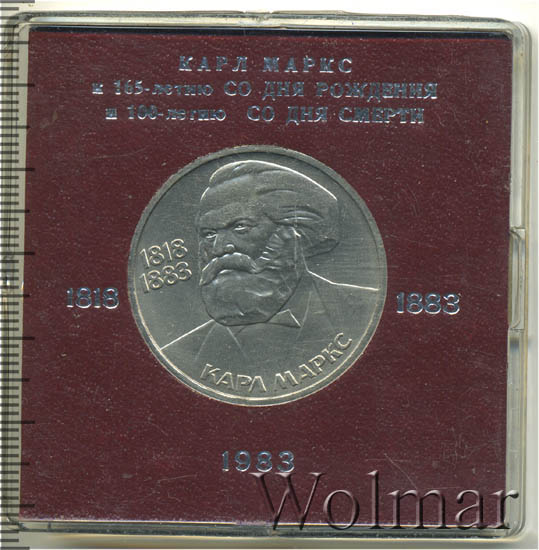 КАРЛ МАРКС
к 165-летию СО ДНЯ РОЖДЕНИЯ
и 100-летию СО ДНЯ СМЕРТИ
1818
1883
КАРЛ МАРКС
1818
1883
1983
Wolmar